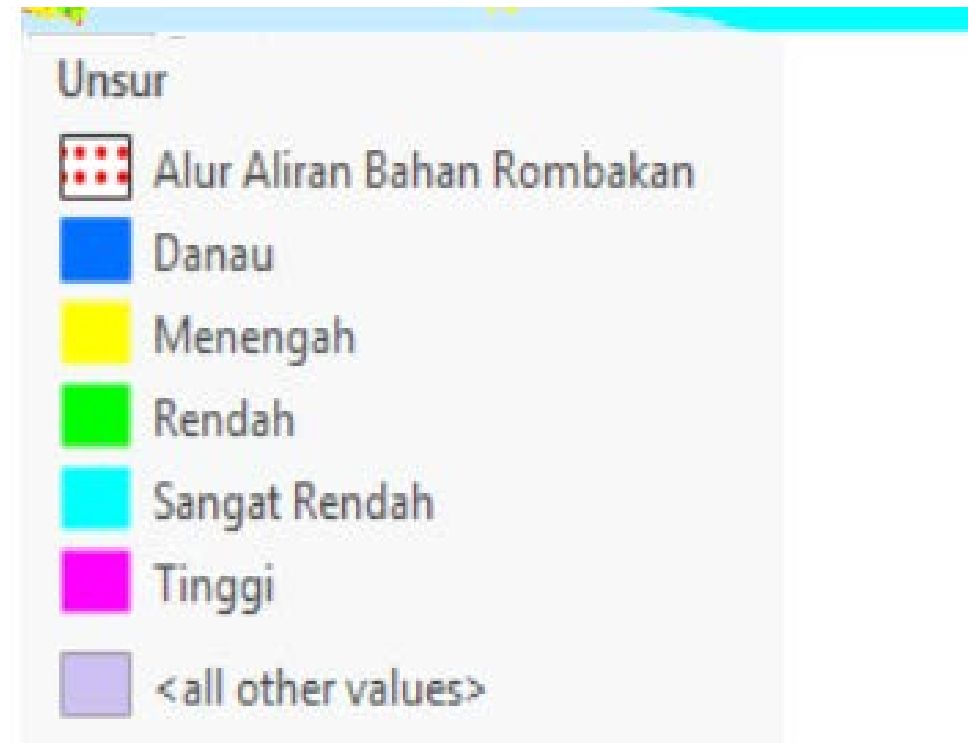 Unsur
Alur Aliran Bahan Rombakan
Danau
Menengah
Rendah
Sangat Rendah
Tinggi
<all other values>